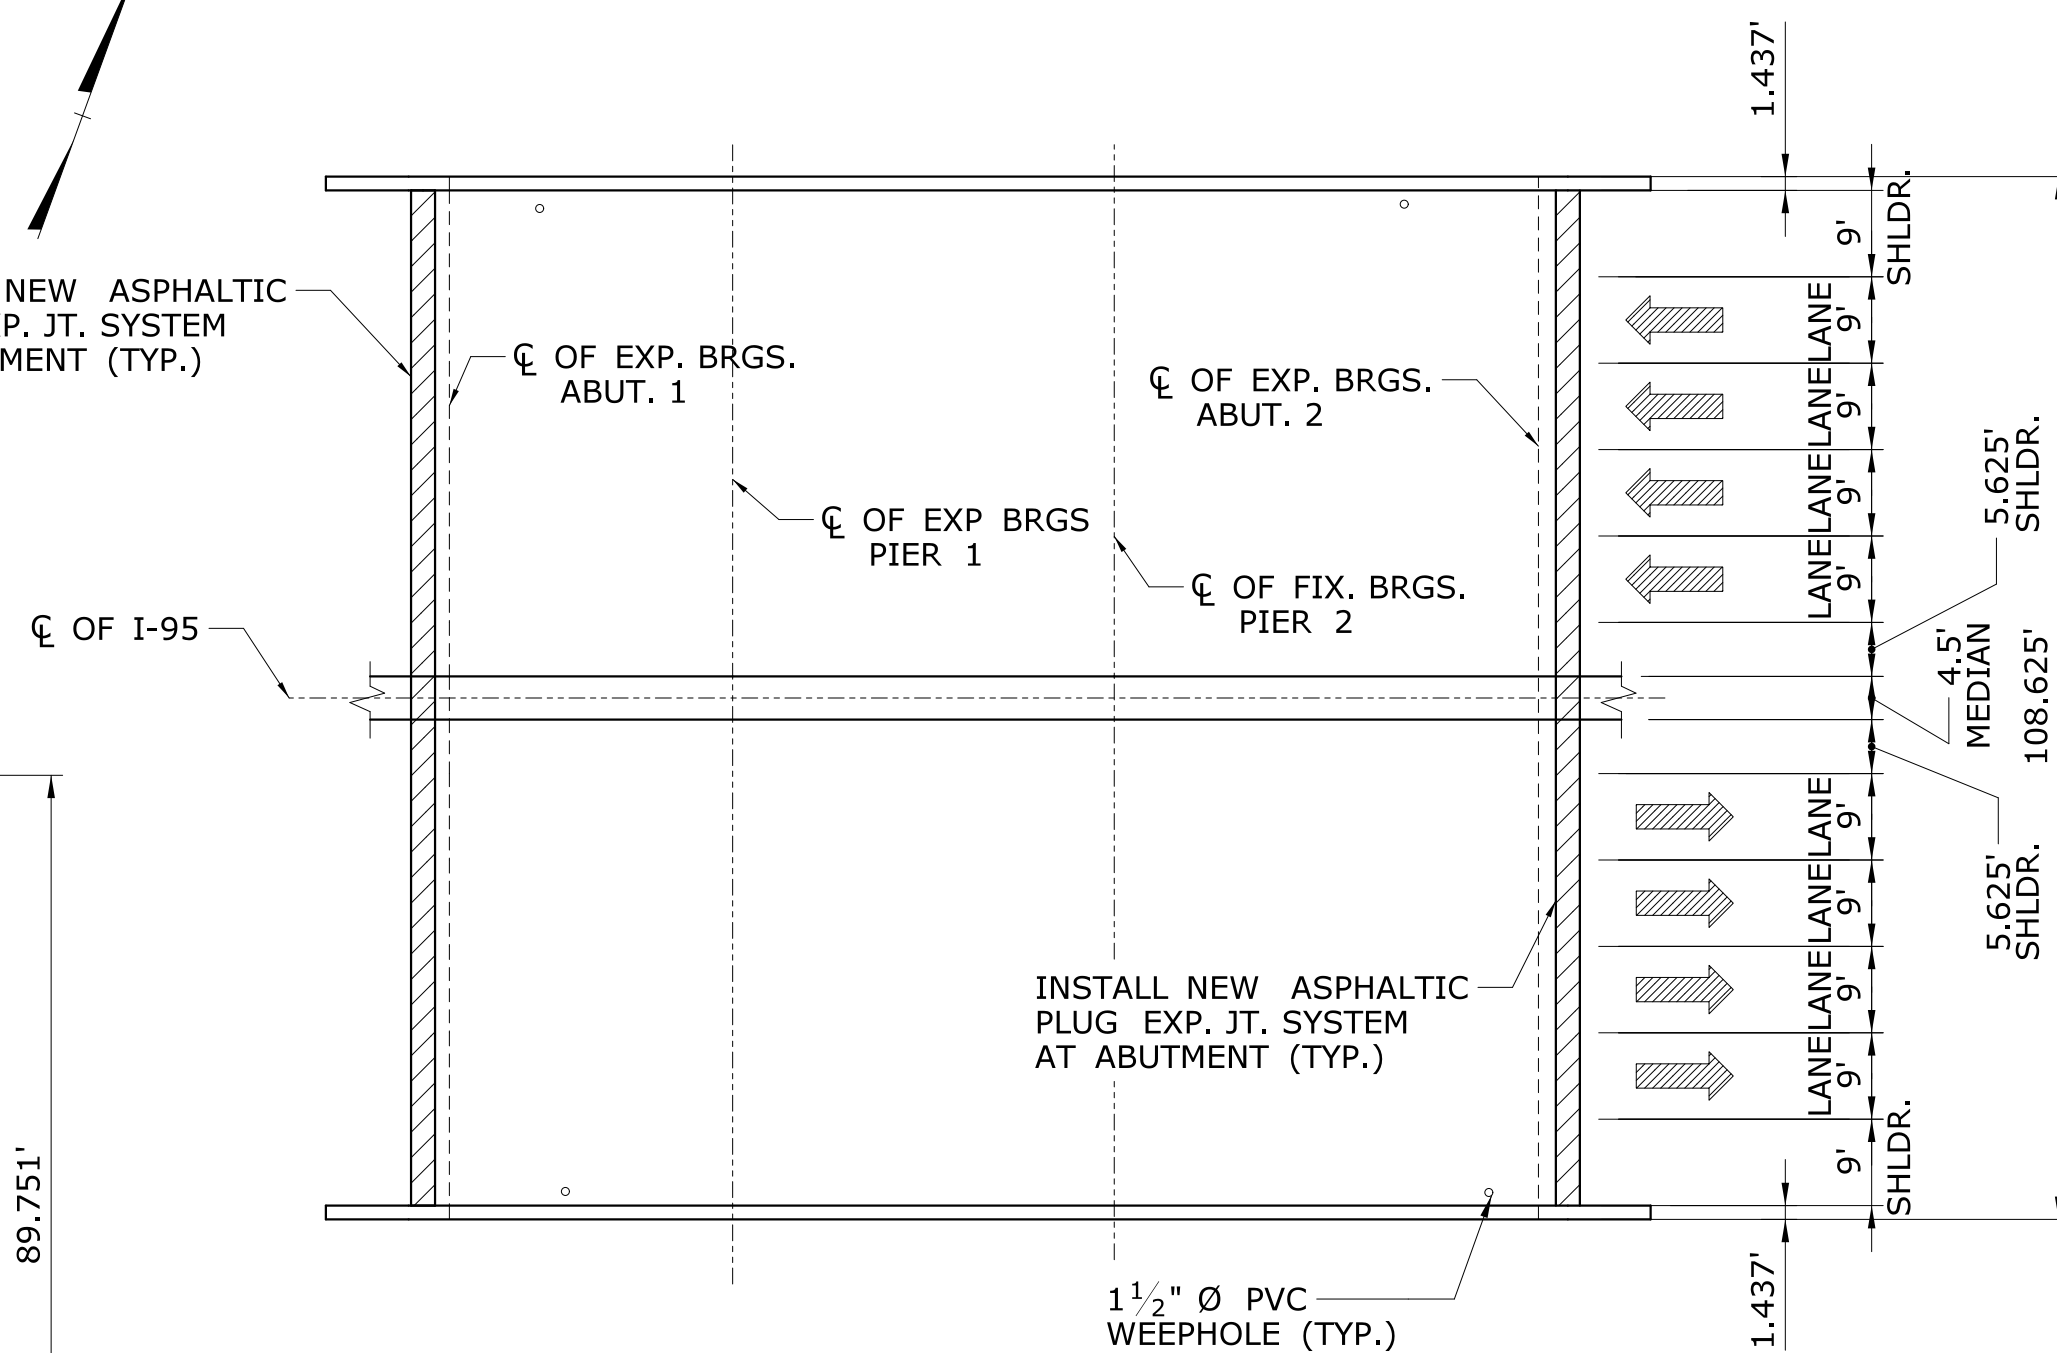 1.437'
SHLDR.
9'
NEW ASPHALTIC
P. JT. SYSTEM
MENT (TYP.)
℄ OF EXP. BRGS.
ABUT. 1
℄ OF EXP. BRGS.
ABUT. 2
LANE
9'
LANE
9'
LANE
9'
LANE
9'
5.625'
SHLDR.
℄ OF EXP BRGS
PIER 1
℄ OF FIX. BRGS.
PIER 2
℄ OF I-95
4.5'
MEDIAN
108.625'
LANE
9'
LANE
9'
LANE
9'
LANE
9'
5.625'
SHLDR.
INSTALL NEW ASPHALTIC
PLUG EXP. JT. SYSTEM
AT ABUTMENT (TYP.)
9'
SHLDR.
89.751'
1 1/2" Ø PVC
WEEPHOLE (TYP.)
1.437'